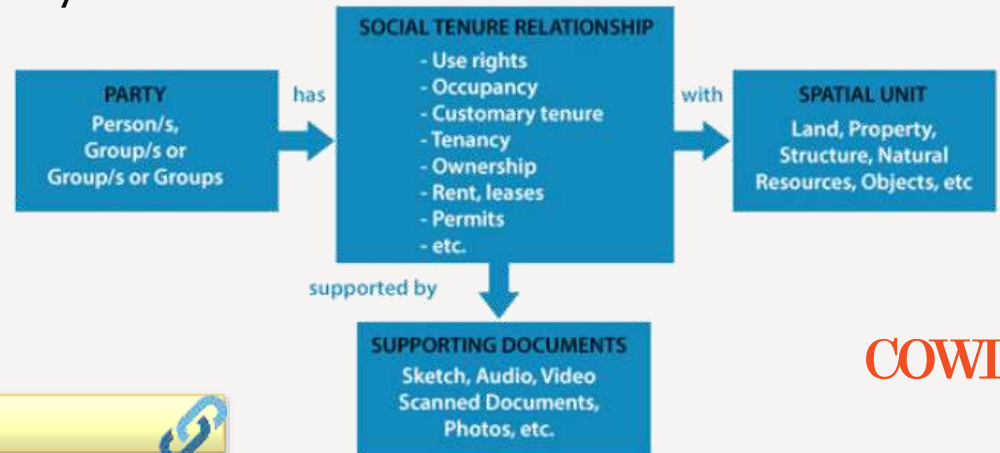 SOCIAL TENURE RELATIONSHIP
- Use rights
- Occupancy
- Customary tenure
- Tenancy
- Ownership
- Rent, leases
- Permits
- etc.
PARTY
Person/s,
Group/s or
Group/s or Groups
has
with
SPATIAL UNIT
Land, Property,
Structure, Natural
Resources, Objects, etc
supported by
SUPPORTING DOCUMENTS
Sketch, Audio, Video
Scanned Documents,
Photos, etc.
COWI